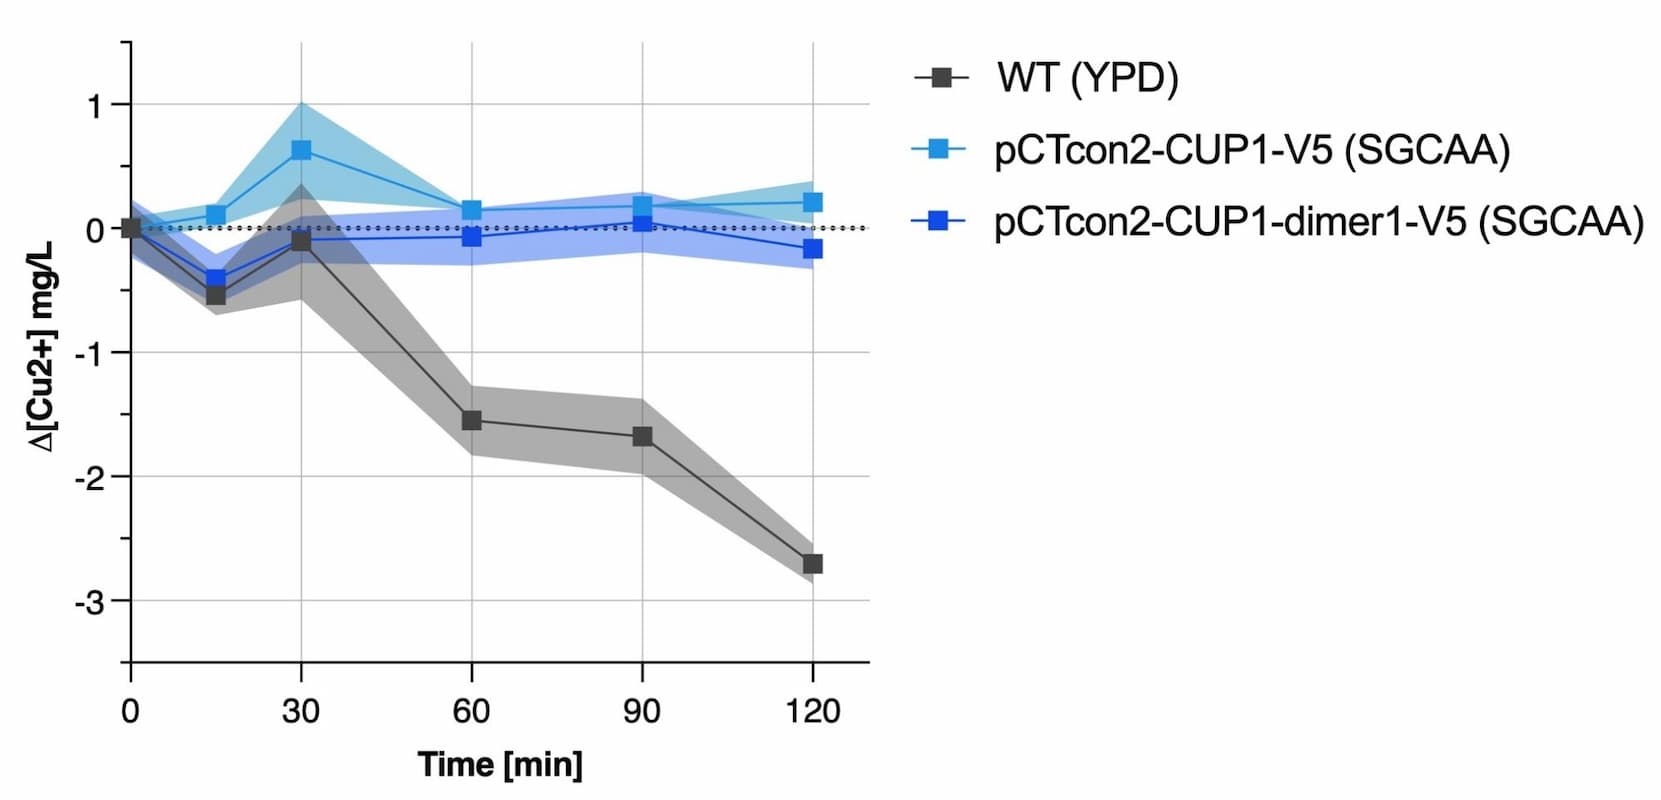 WT (YPD)
pCTcon2-CUP1-V5 (SGCAA)
pCTcon2-CUP1-dimer1-V5 (SGCAA)
Δ[Cu2+] mg/L
1
0
-1
-2
-3
0 30 60 90 120
Time [min]